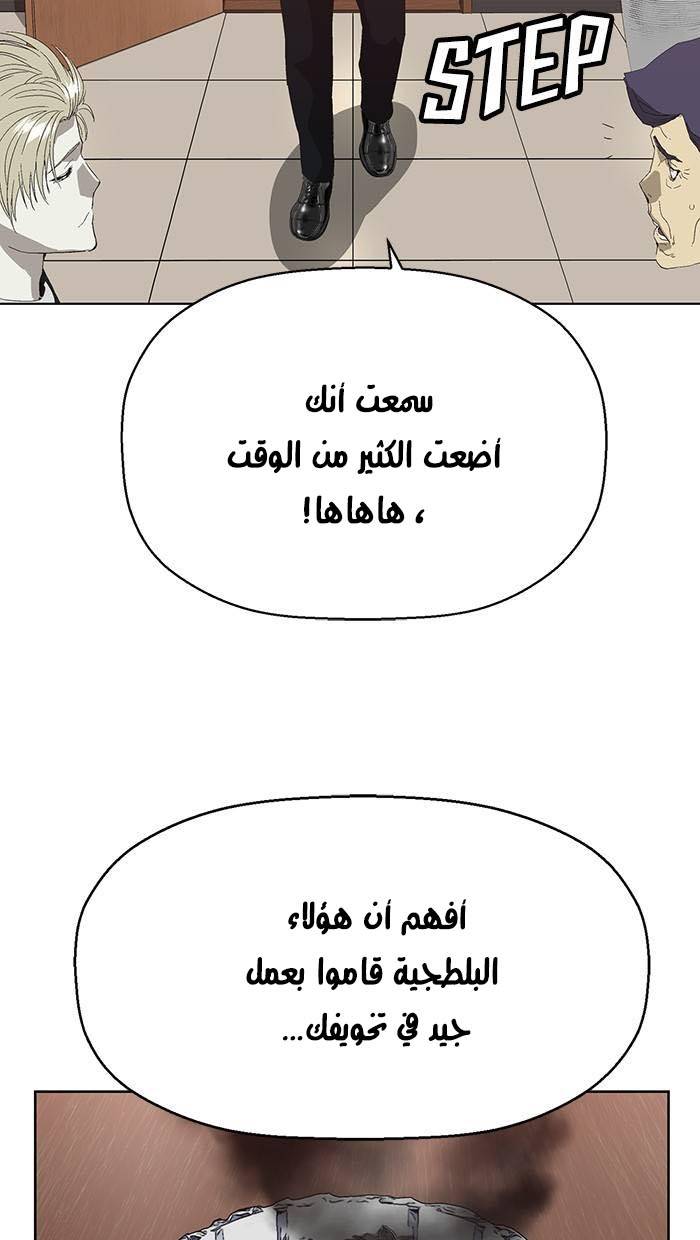 STEP
سمعت أنك
أضعت الكثير من الوقت
، هاهاها!
أفهم أن هؤلاء
البلطجية قاموا بعمل
جيد في تخويفك...